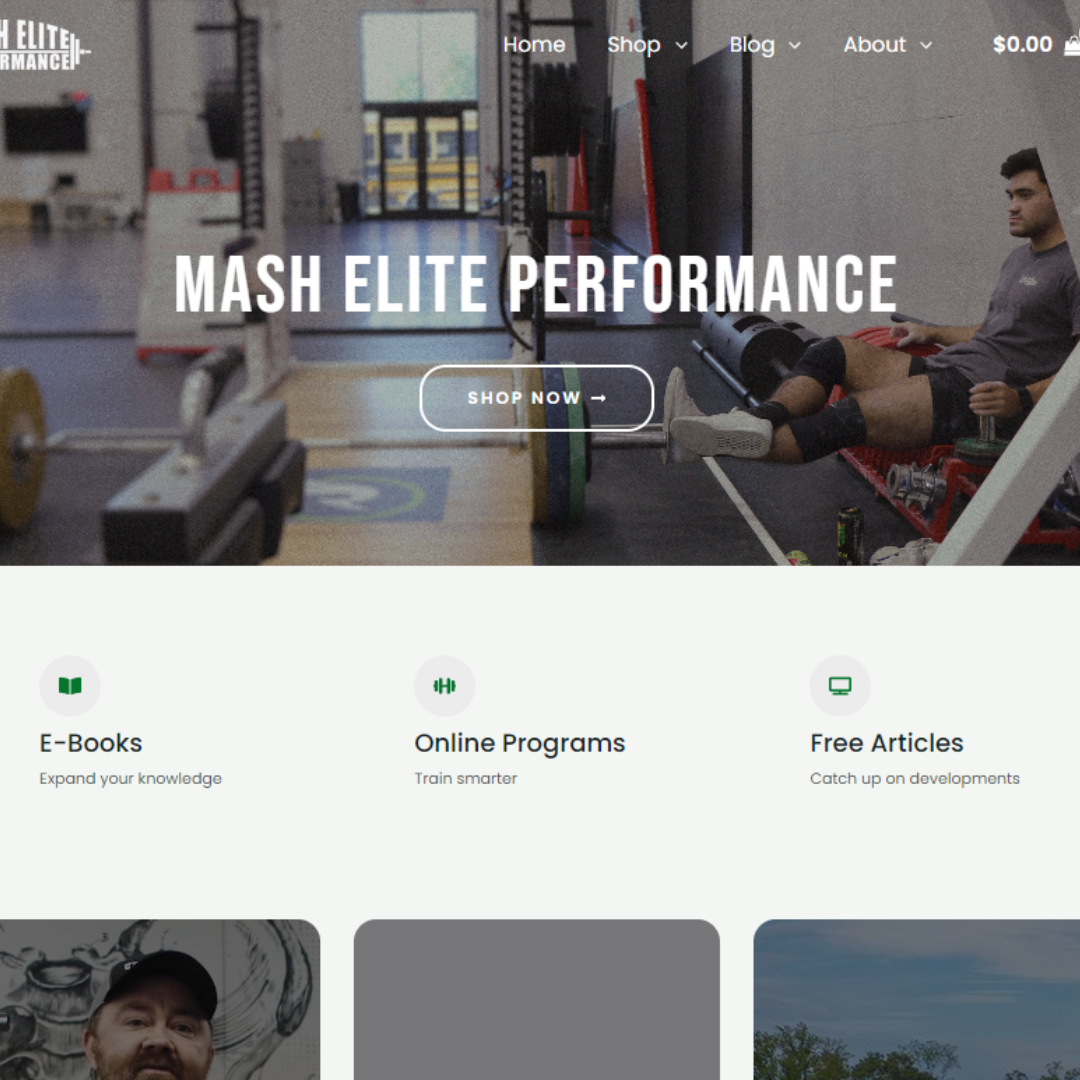 H ELITE
RMANCE
Home Shop Blog About $0.00
MASH ELITE PERFORMANCE
SHOP NOW →
E-Books
Expand your knowledge
Online Programs
Train smarter
Free Articles
Catch up on developments